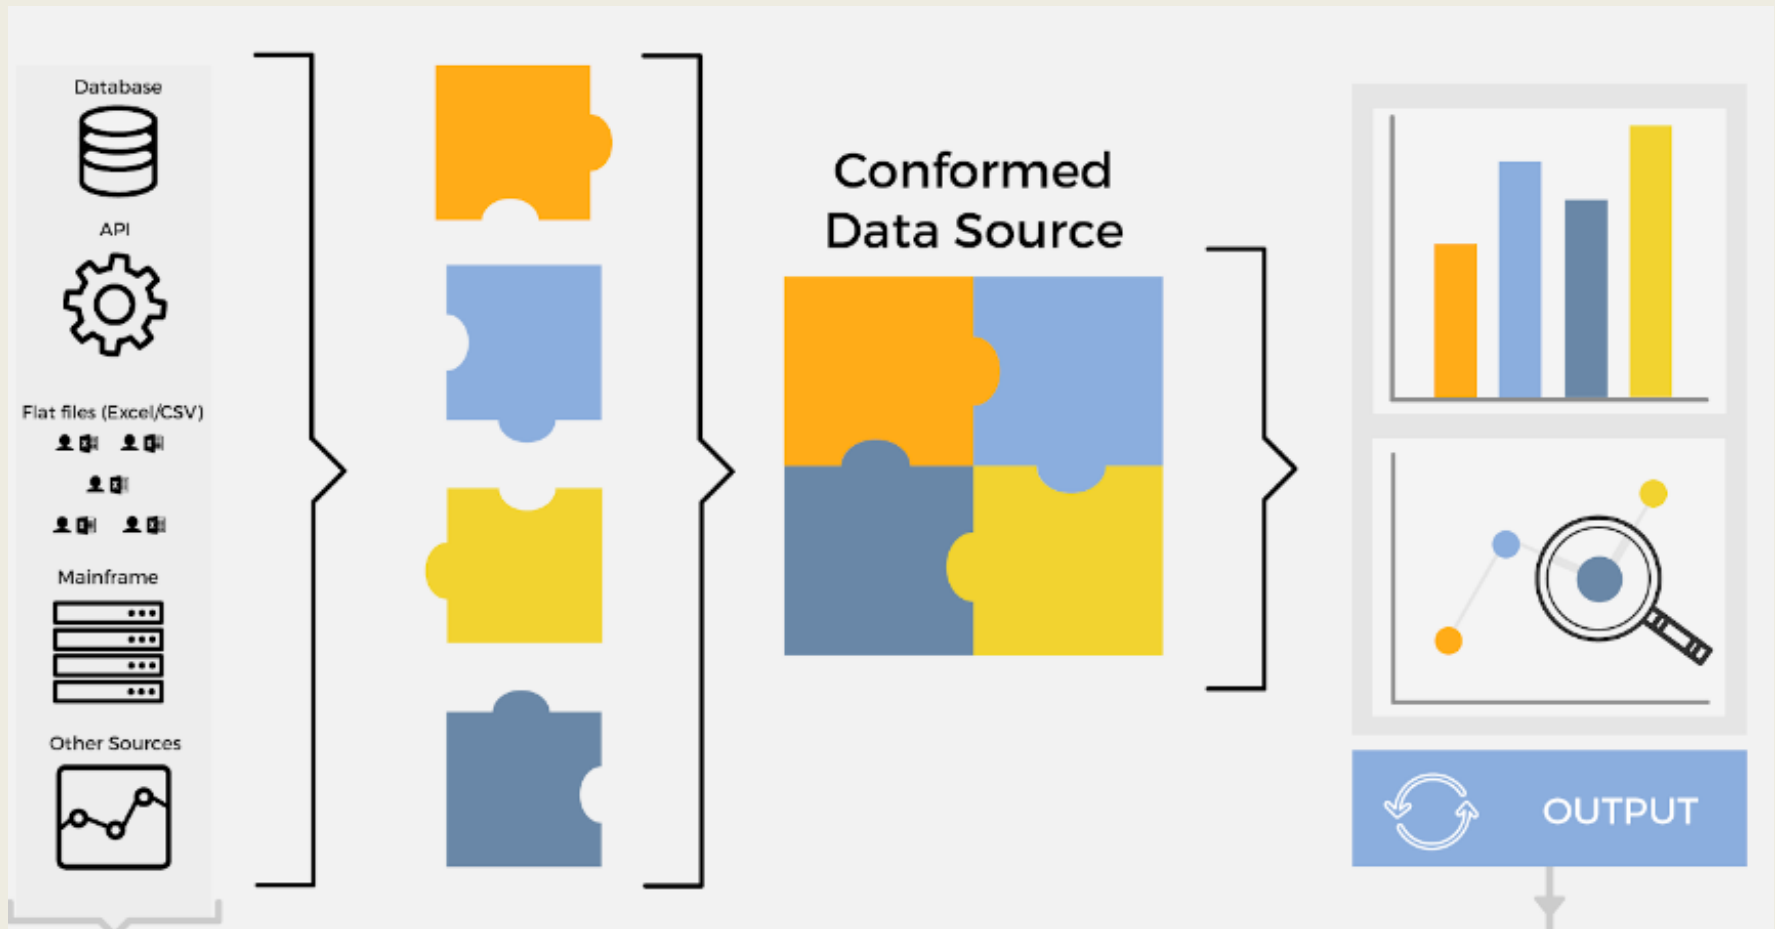 Database
API
Flat files (Excel/CSV)
Mainframe
Other Sources
Conformed
Data Source
OUTPUT